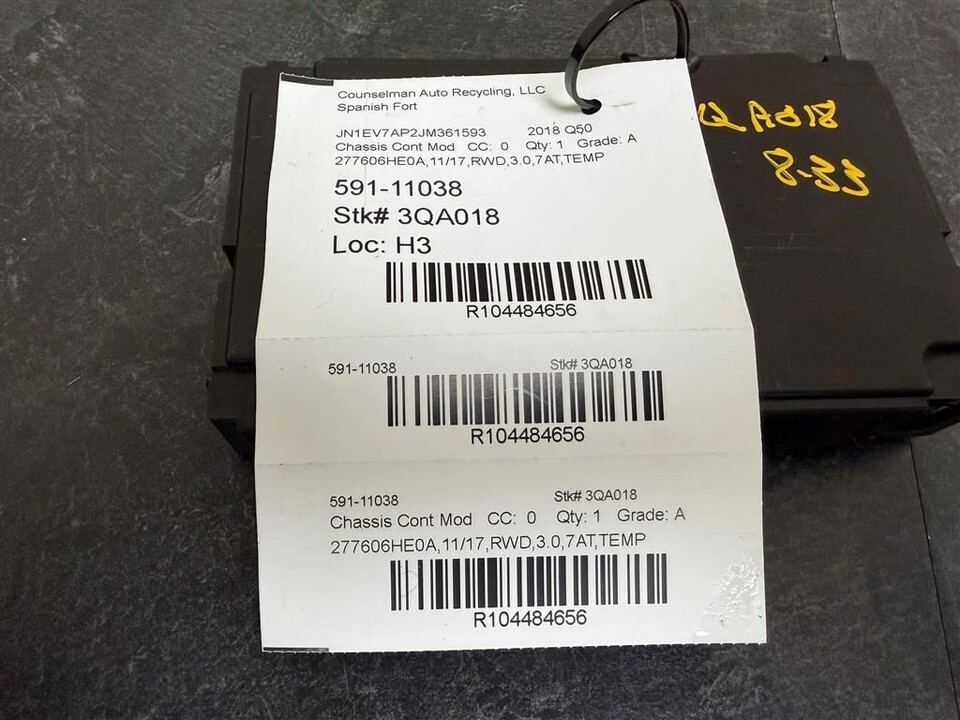 Counselman Auto Recycling, LLC
Spanish Fort
JN1EV7AP2JM361593 2018 Q50
Chassis Cont Mod CC: 0 Qty: 1 Grade: A
277606HE0A,11/17,RWD,3.0,7AT,TEMP
591-11038
Stk# 3QA018
Loc: H3
R104484656
591-11038 Stk# 3QA018
R104484656
591-11038 Stk# 3QA018
Chassis Cont Mod CC: 0 Qty: 1 Grade: A
277606HE0A,11/17,RWD,3.0,7AT,TEMP
R104484656
QA018
8-33